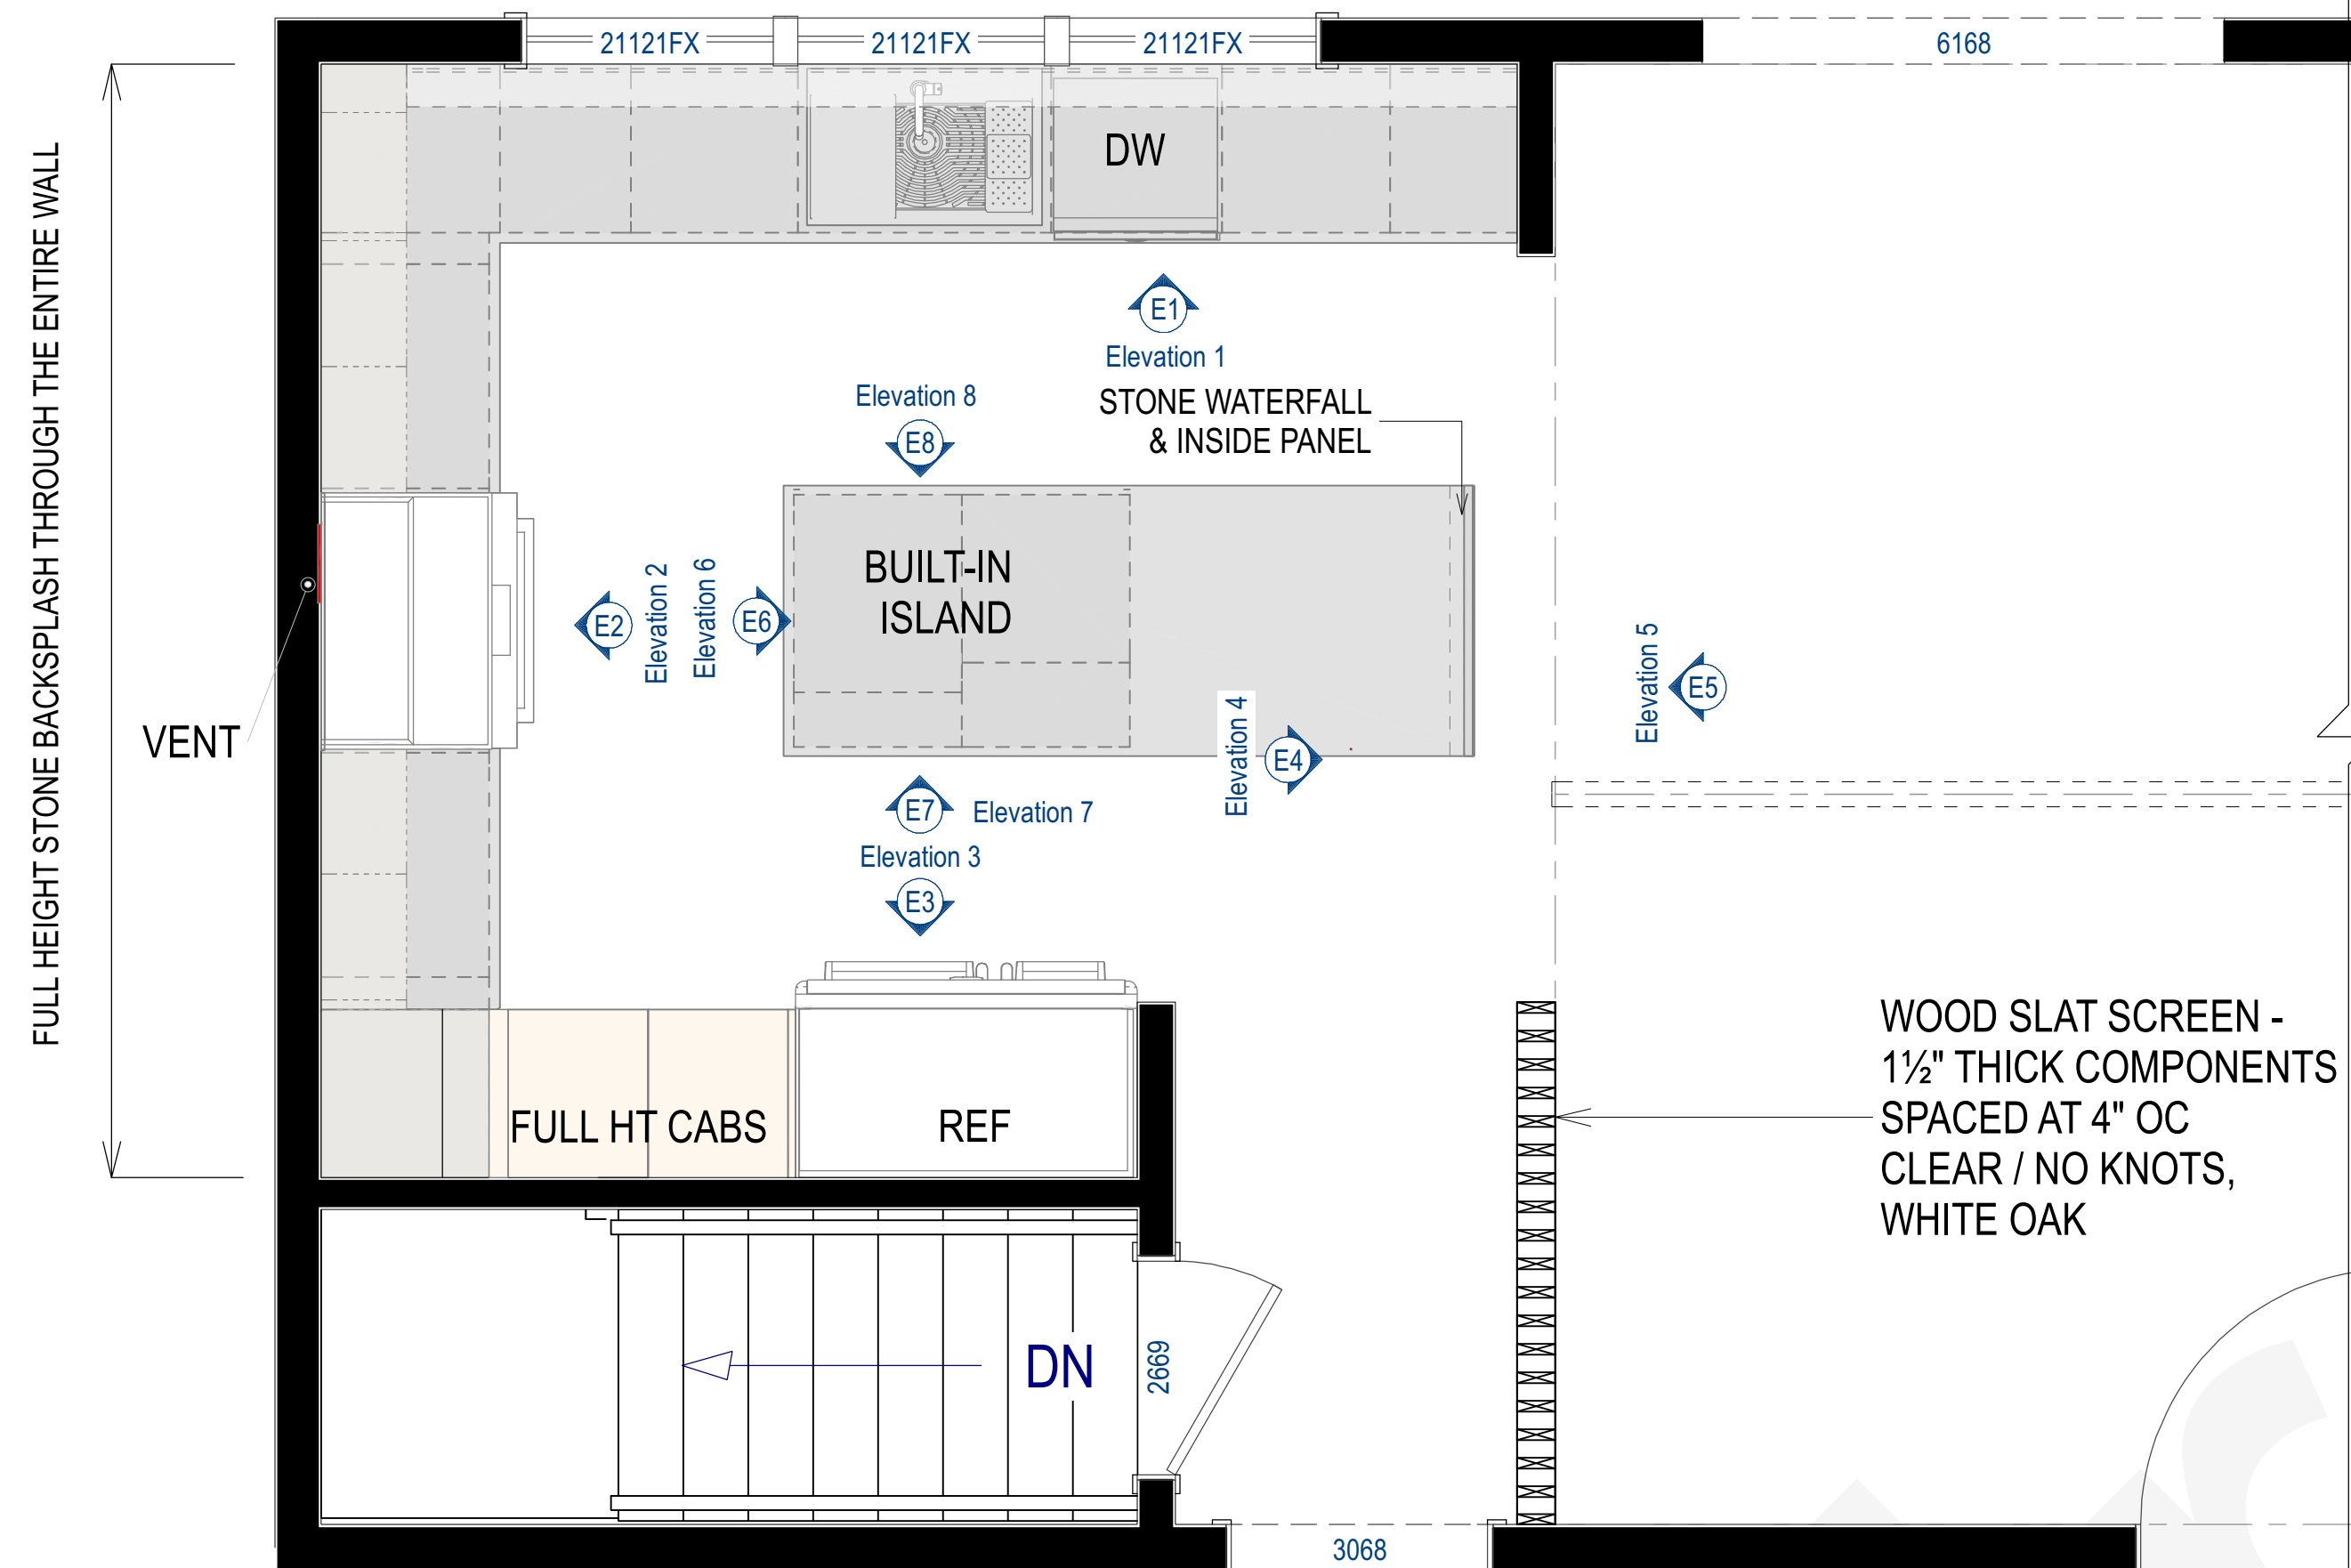 21121FX
21121FX
21121FX
6168
FULL HEIGHT STONE BACKSPLASH THROUGH THE ENTIRE WALL
DW
E1
Elevation 1
Elevation 8
E8
STONE WATERFALL
& INSIDE PANEL
BUILT-IN
ISLAND
E2
Elevation 2
Elevation 6
E6
Elevation 4
E4
Elevation 5
E5
VENT
E7
Elevation 7
Elevation 3
E3
FULL HT CABS
REF
WOOD SLAT SCREEN -
1½" THICK COMPONENTS
SPACED AT 4" OC
CLEAR / NO KNOTS,
WHITE OAK
DN
2669
3068